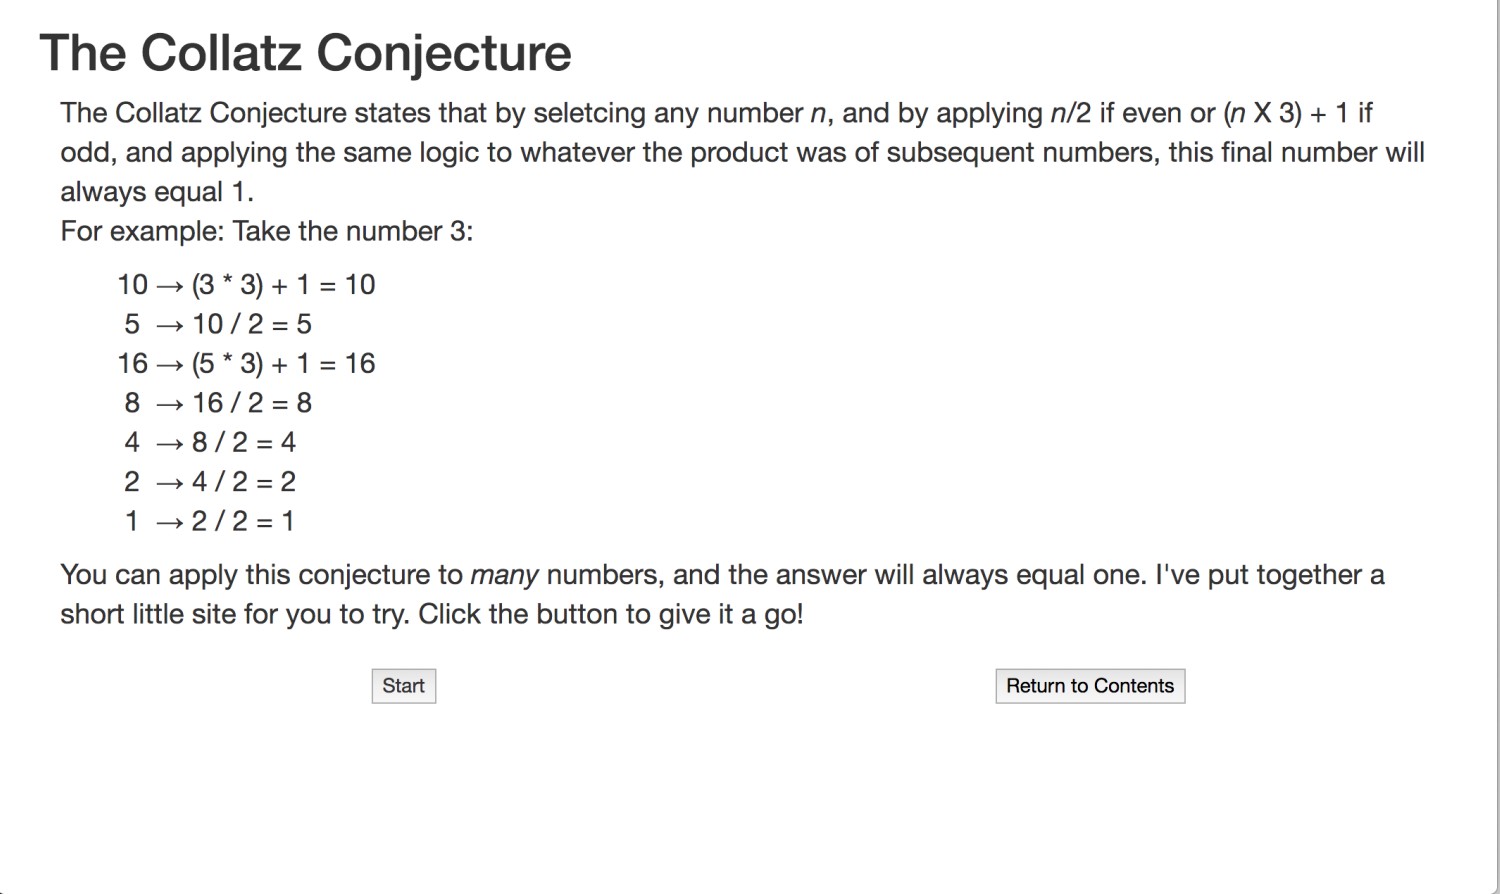 The Collatz Conjecture
The Collatz Conjecture states that by seletcing any number n, and by applying n/2 if even or (n X 3) + 1 if
odd, and applying the same logic to whatever the product was of subsequent numbers, this final number will
always equal 1.
For example: Take the number 3:
10 → (3 * 3) + 1 = 10
5 → 10 / 2 = 5
16 → (5 * 3) + 1 = 16
8 → 16 / 2 = 8
4 → 8 / 2 = 4
2 → 4 / 2 = 2
1 → 2 / 2 = 1
You can apply this conjecture to many numbers, and the answer will always equal one. I've put together a
short little site for you to try. Click the button to give it a go!
Start Return to Contents